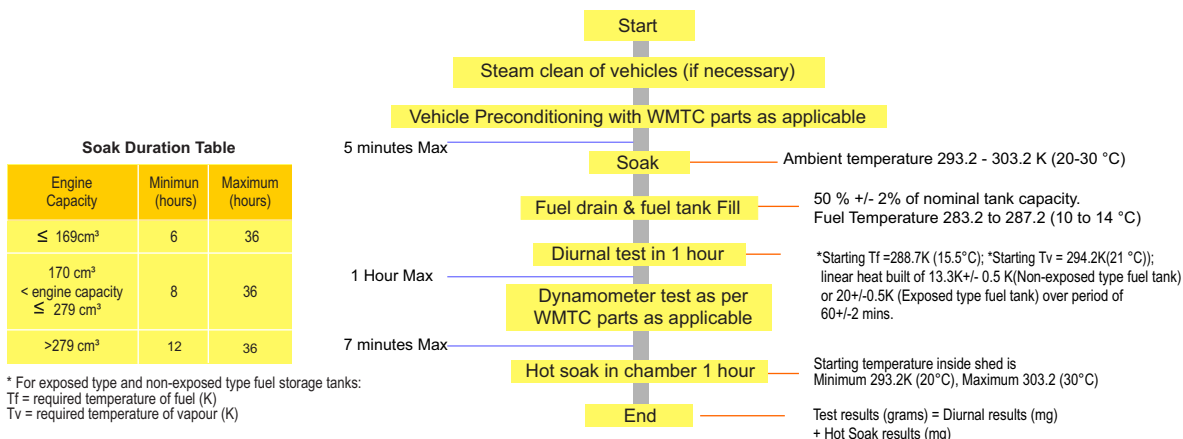 Start
Steam clean of vehicles (if necessary)
Vehicle Preconditioning with WMTC parts as applicable
5 minutes Max
Soak
Ambient temperature 293.2 - 303.2 K (20-30 °C)
Fuel drain & fuel tank Fill
50 % +/- 2% of nominal tank capacity.
Fuel Temperature 283.2 to 287.2 (10 to 14 °C)
Diurnal test in 1 hour
*Starting Tf =288.7K (15.5°C); *Starting Tv = 294.2K(21 °C));
linear heat built of 13.3K+/- 0.5 K(Non-exposed type fuel tank)
or 20+/-0.5K (Exposed type fuel tank) over period of
60+/-2 mins.
1 Hour Max
Dynamometer test as per
WMTC parts as applicable
7 minutes Max
Hot soak in chamber 1 hour
Starting temperature inside shed is
Minimum 293.2K (20°C), Maximum 303.2 (30°C)
End
Test results (grams) = Diurnal results (mg)
+ Hot Soak results (mg)
Soak Duration Table
Engine
Capacity
Minimun
(hours)
Maximum
(hours)
≤ 169cm³
6
36
170 cm³
< engine capacity
≤ 279 cm³
8
36
>279 cm³
12
36
* For exposed type and non-exposed type fuel storage tanks:
Tf = required temperature of fuel (K)
Tv = required temperature of vapour (K)